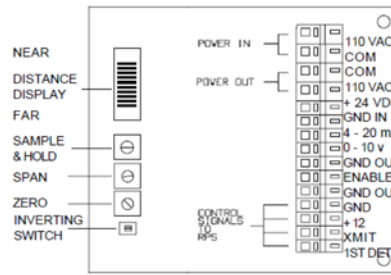 NEAR
DISTANCE
DISPLAY
FAR
SAMPLE
& HOLD
SPAN
ZERO
INVERTING
SWITCH
POWER IN
POWER OUT
CONTROL
SIGNALS
TO
RPS
110 VAC
COM
COM
110 VAC
+ 24 VD
GND IN
4 - 20 m
0 - 10 v
GND OU
ENABLE
GND OU
GND
+ 12
XMIT
1ST DET